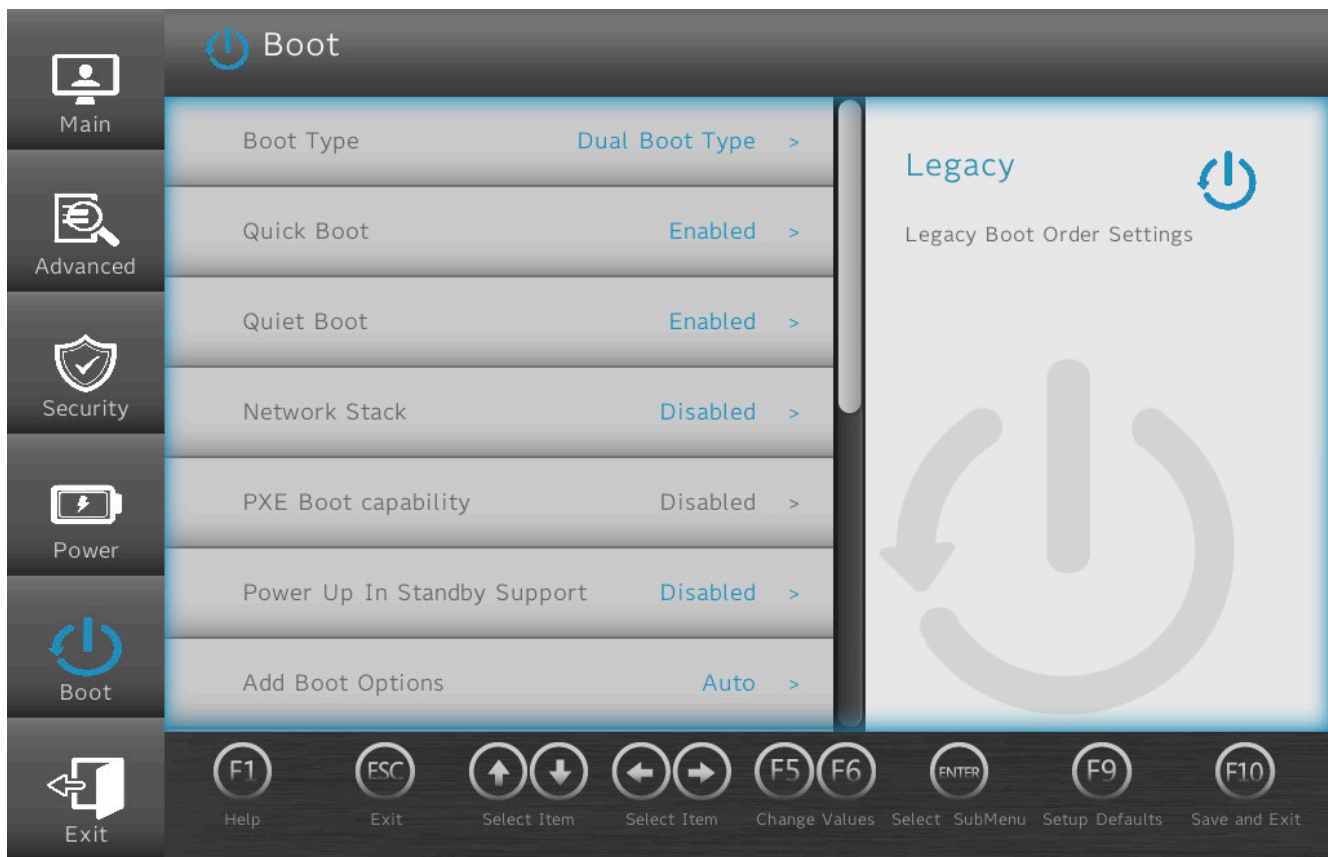 Boot
Main
Boot Type Dual Boot Type >
Legacy
Quick Boot Enabled >
Legacy Boot Order Settings
Advanced
Quiet Boot Enabled >
Security
Network Stack Disabled >
PXE Boot capability Disabled >
Power
Power Up In Standby Support Disabled >
Boot
Add Boot Options Auto >
F1 ESC F5 F6 ENTER F9 F10
Help Exit Select Item Select Item Change Values Select SubMenu Setup Defaults Save and Exit
Exit